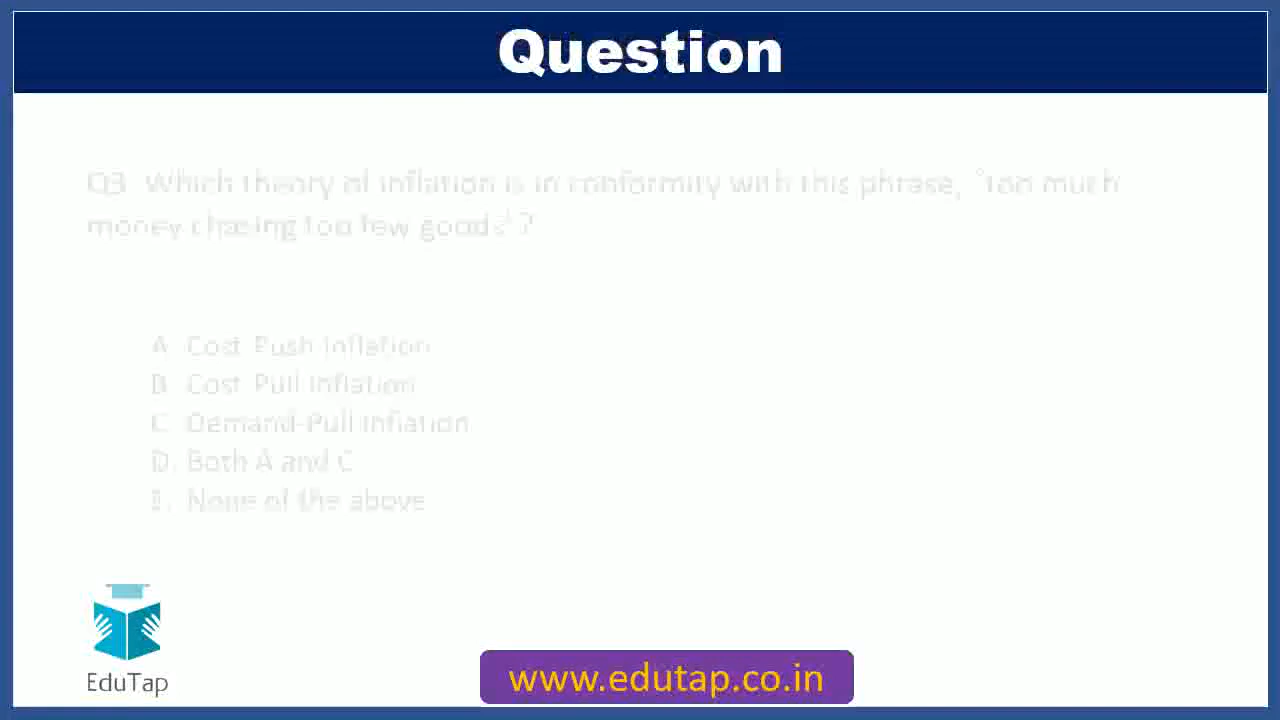 Question
Q3. Which theory of inflation is in conformity with this phrase, "too much
money chasing too few goods"?
A. Cost Push Inflation
B. Cost Pull Inflation
C. Demand-Pull Inflation
D. Both A and C
E. None of the above
EduTap
www.edutap.co.in